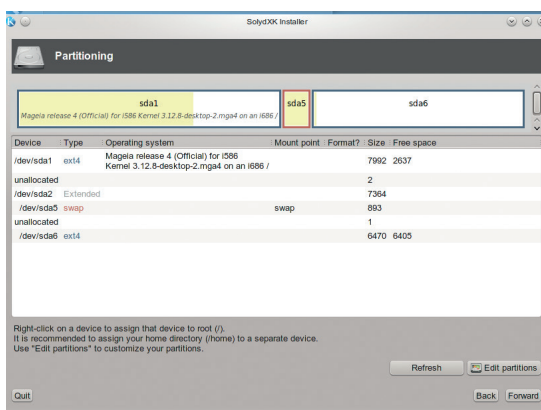 SolydXK Installer
Partitioning
sda1 sda5 sda6
Mageia release 4 (Official) for i586 Kernel 3.12.8-desktop-2.mga4 on an i686 /
Device Type Operating system Mount point Format? Size Free space
Mageia release 4 (Official) for i586
/dev/sda1 ext4 7992 2637
Kernel 3.12.8-desktop-2.mga4 on an i686 /
unallocated 2
/dev/sda2 Extended 7364
/dev/sda5 swap swap 893
unallocated 1
/dev/sda6 ext4 6470 6405
Right-click on a device to assign that device to root (/).
It is recommended to assign your home directory (/home) to a separate device.
Use "Edit partitions" to customize your partitions.
Refresh Edit partitions
Quit Back Forward